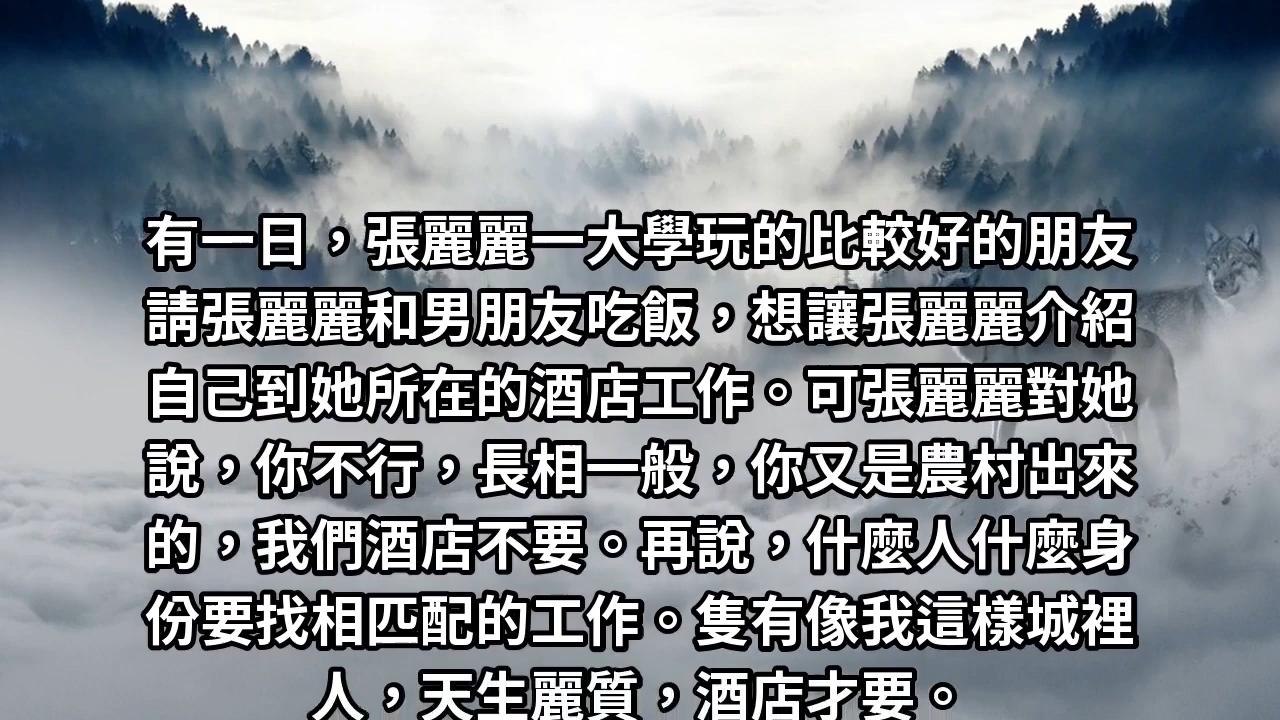 有一日，張麗麗一大學玩的比較好的朋友
請張麗麗和男朋友吃飯，想讓張麗麗介紹
自己到她所在的酒店工作。可張麗麗對她
說，你不行，長相一般，你又是農村出來
的，我們酒店不要。再說，什麼人什麼身
份要找相匹配的工作。隻有像我這樣城裡
人，天生麗質，酒店才要。